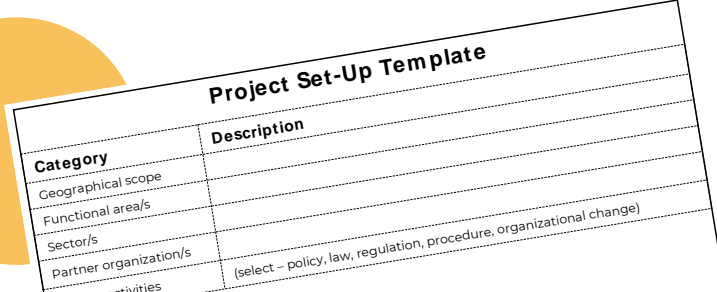 Project Set-Up Template
Category Description
Geographical scope
Functional area/s
Sector/s
Partner organization/s
(select – policy, law, regulation, procedure, organizational change)